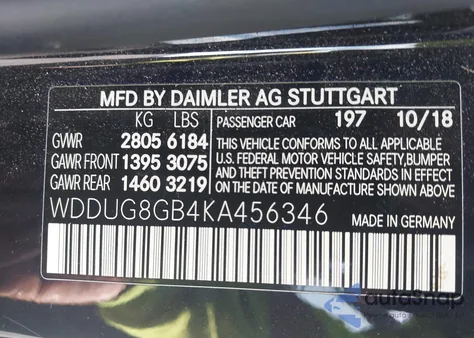 MFD BY DAIMLER AG STUTTGART
KG LBS
GVWR 2805 6184
GAWR FRONT 1395 3075
GAWR REAR 1460 3219
PASSENGER CAR 197 10/18
THIS VEHICLE CONFORMS TO ALL APPLICABLE
U.S. FEDERAL MOTOR VEHICLE SAFETY, BUMPER
AND THEFT PREVENTION STANDARDS IN EFFECT
ON THE DATE OF MANUFACTURE SHOWN ABOVE.
WDDUG8GB4KA456346 MADE IN GERMANY
autoSnap